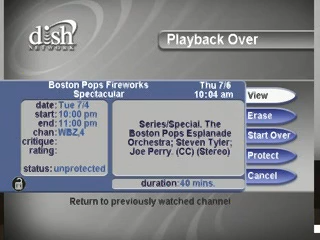 dish
NETWORK
Playback Over
Boston Pops Fireworks
Spectacular
Thu 7/6
10:04 am
date: Tue 7/4
start: 10:00 pm
end: 11:00 pm
chan: WBZ,4
critique:
rating:
status: unprotected
Series/Special. The
Boston Pops Esplanade
Orchestra; Steven Tyler;
Joe Perry. (CC) (Stereo)
duration: 40 mins.
View
Erase
Start Over
Protect
Cancel
Return to previously watched channel